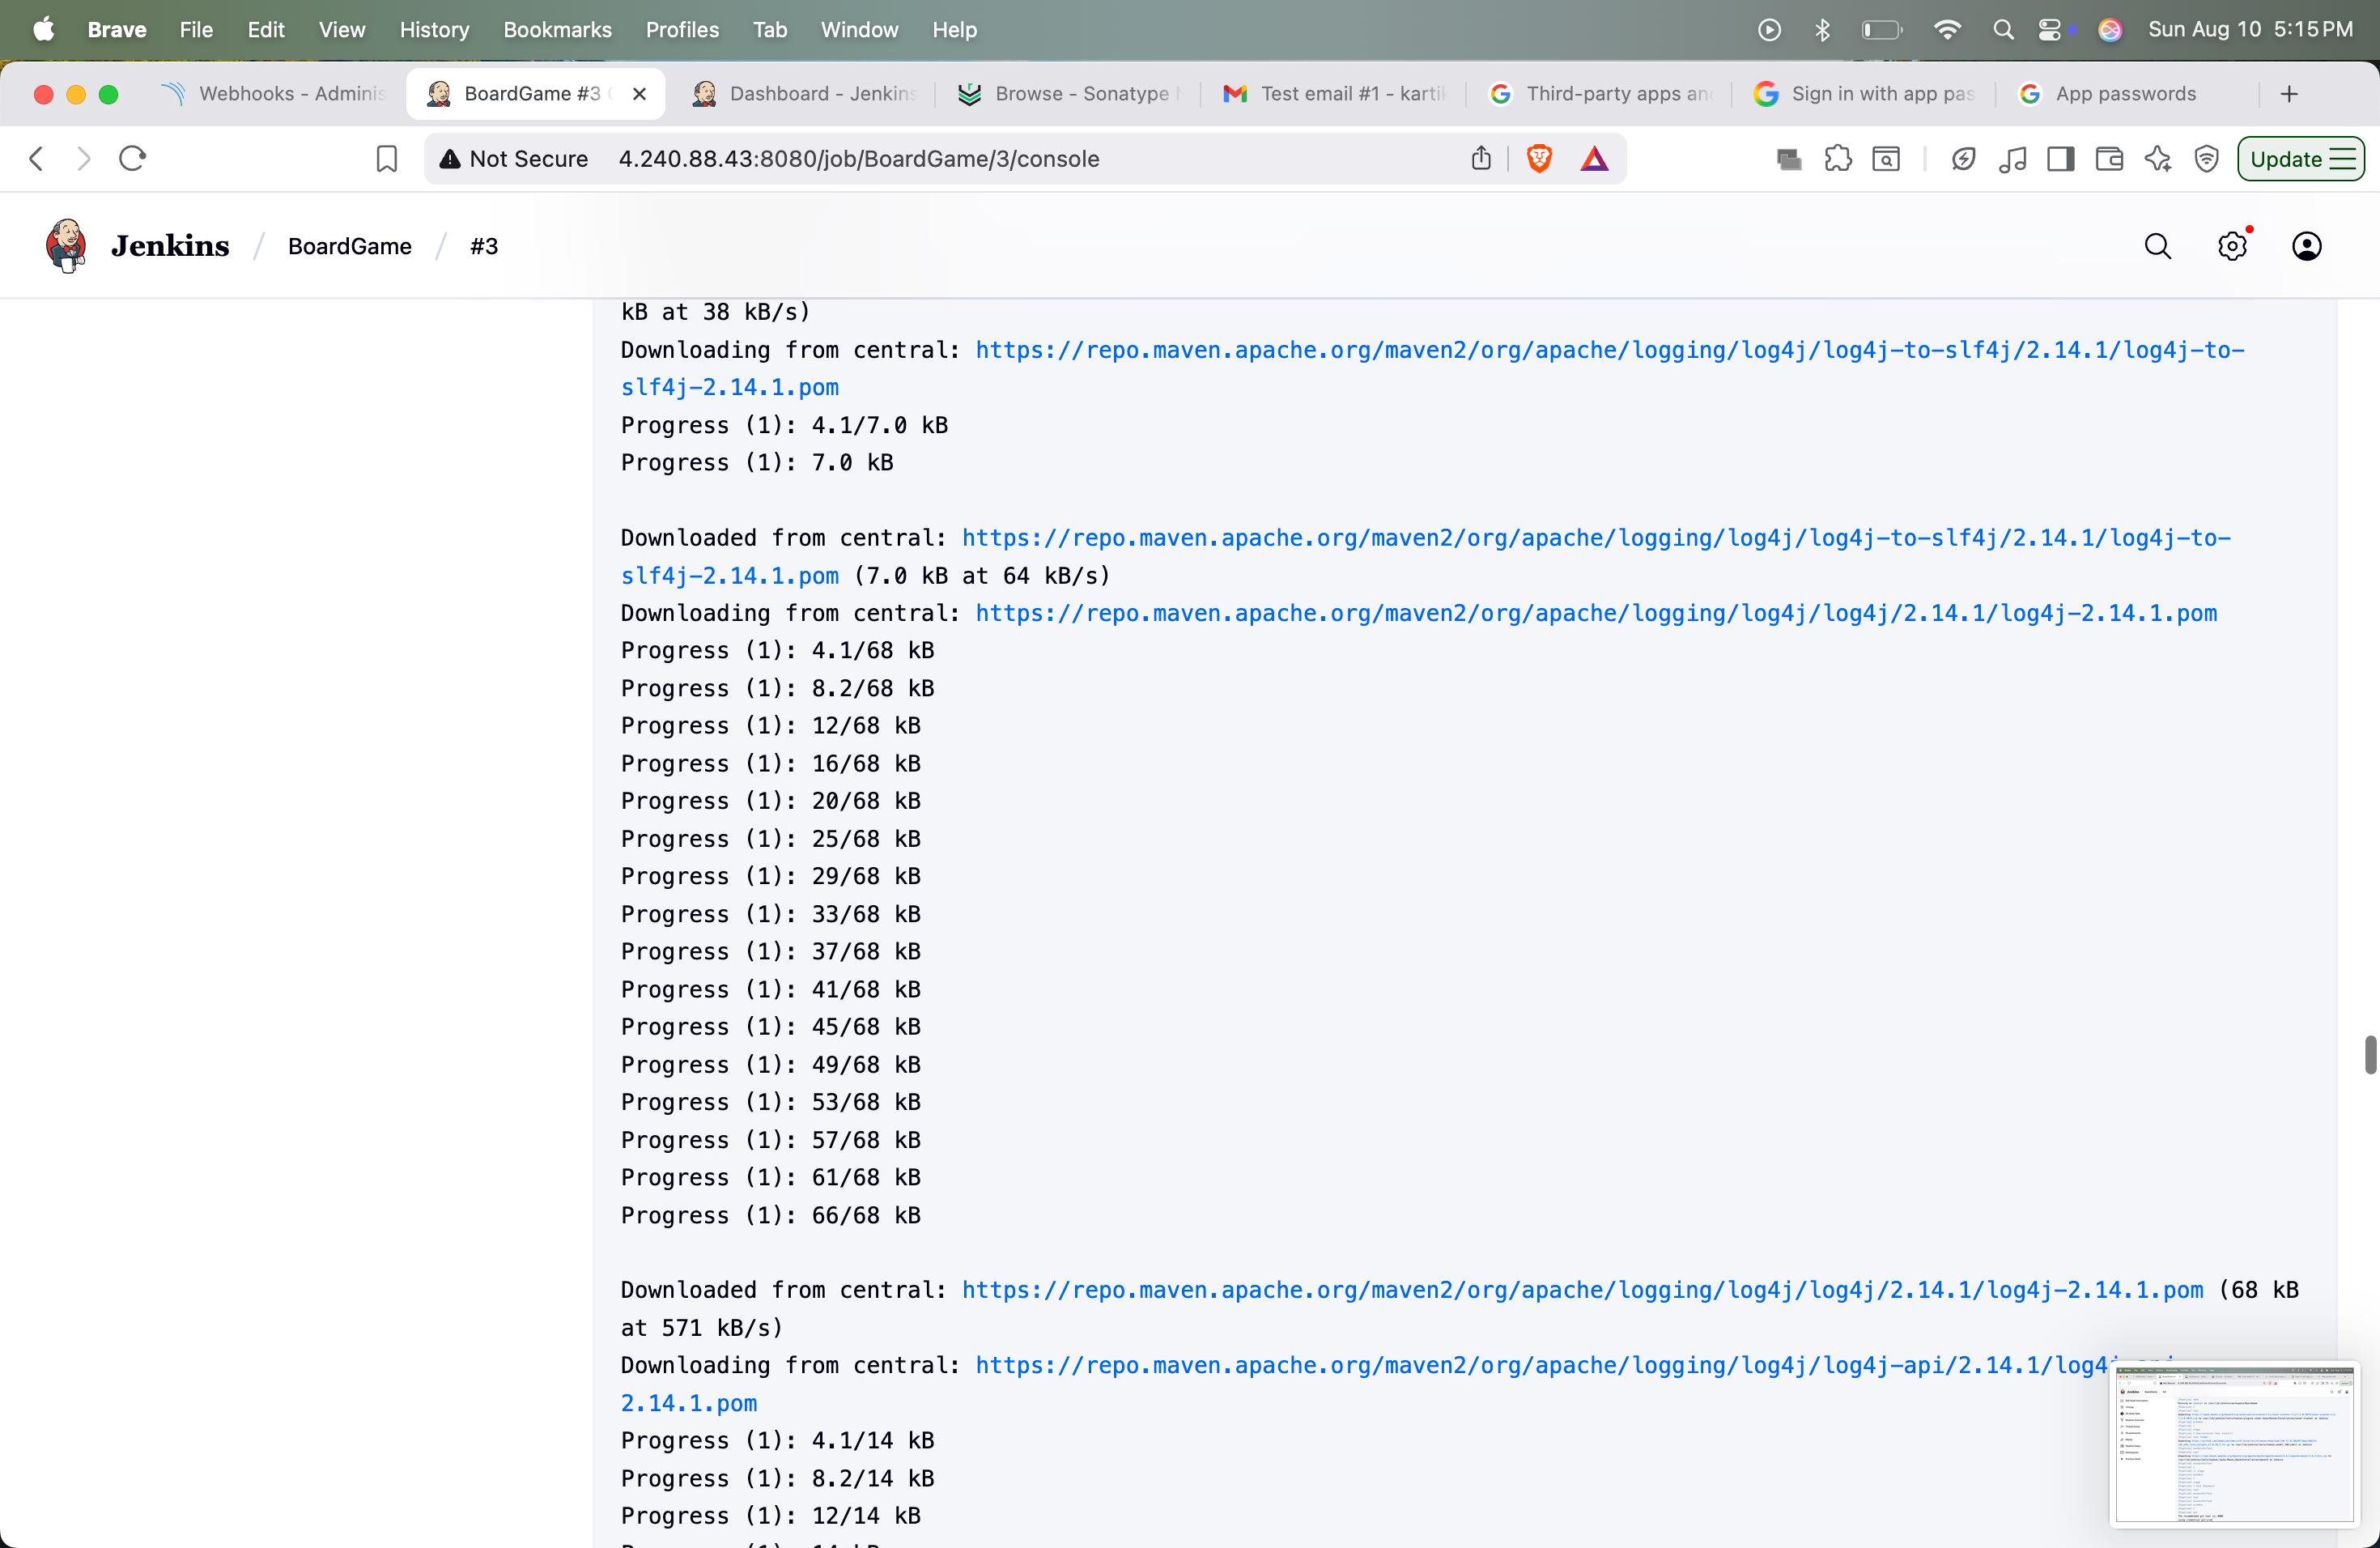 Brave File Edit View History Bookmarks Profiles Tab Window Help Sun Aug 10 5:15 PM
Webhooks - Adminis BoardGame #3 Dashboard - Jenkins Browse - Sonatype Test email #1 - kartik Third-party apps and Sign in with app pas App passwords
Not Secure 4.240.88.43:8080/job/BoardGame/3/console Update
Jenkins / BoardGame / #3
kB at 38 kB/s)
Downloading from central: https://repo.maven.apache.org/maven2/org/apache/logging/log4j/log4j-to-slf4j/2.14.1/log4j-to-
slf4j-2.14.1.pom
Progress (1): 4.1/7.0 kB
Progress (1): 7.0 kB
Downloaded from central: https://repo.maven.apache.org/maven2/org/apache/logging/log4j/log4j-to-slf4j/2.14.1/log4j-to-
slf4j-2.14.1.pom (7.0 kB at 64 kB/s)
Downloading from central: https://repo.maven.apache.org/maven2/org/apache/logging/log4j/log4j/2.14.1/log4j-2.14.1.pom
Progress (1): 4.1/68 kB
Progress (1): 8.2/68 kB
Progress (1): 12/68 kB
Progress (1): 16/68 kB
Progress (1): 20/68 kB
Progress (1): 25/68 kB
Progress (1): 29/68 kB
Progress (1): 33/68 kB
Progress (1): 37/68 kB
Progress (1): 41/68 kB
Progress (1): 45/68 kB
Progress (1): 49/68 kB
Progress (1): 53/68 kB
Progress (1): 57/68 kB
Progress (1): 61/68 kB
Progress (1): 66/68 kB
Downloaded from central: https://repo.maven.apache.org/maven2/org/apache/logging/log4j/log4j/2.14.1/log4j-2.14.1.pom (68 kB
at 571 kB/s)
Downloading from central: https://repo.maven.apache.org/maven2/org/apache/logging/log4j/log4j-api/2.14.1/log4j-api-
2.14.1.pom
Progress (1): 4.1/14 kB
Progress (1): 8.2/14 kB
Progress (1): 12/14 kB